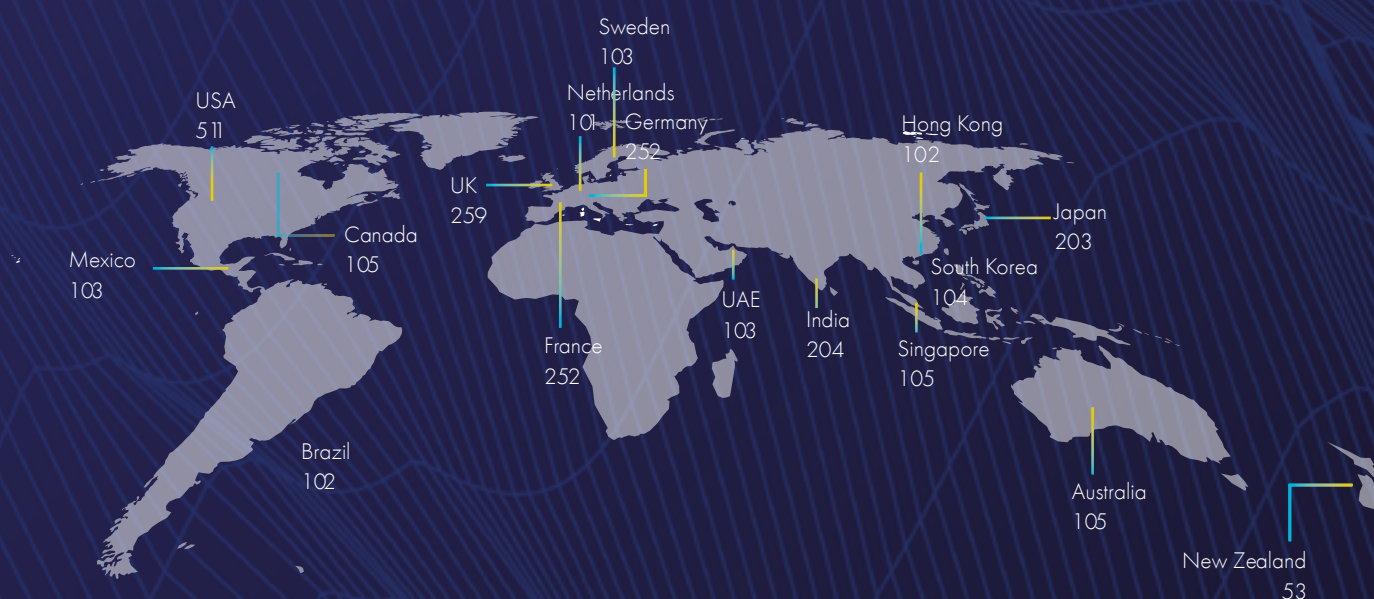 Sweden
103
Netherlands
101
Germany
252
USA
511
Hong Kong
102
UK
259
Japan
203
Canada
105
Mexico
103
South Korea
104
UAE
103
India
204
France
252
Singapore
105
Brazil
102
Australia
105
New Zealand
53